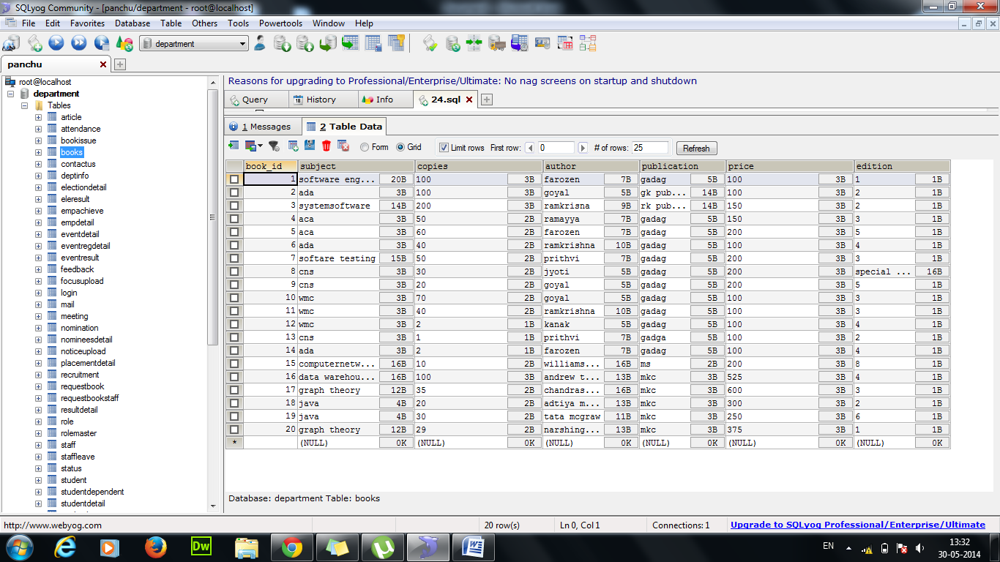 SQLyog Community - [panchu/department - root@localhost]
File Edit Favorites Database Table Others Tools Powertools Window Help
department
panchu
root@localhost
department
Tables
article
attendance
bookissue
books
contactus
deptinfo
electiondetail
eleresult
empachieve
empdetail
eventdetail
eventregdetail
eventresult
feedback
focusupload
login
mail
meeting
nomination
nomineesdetail
noticeupload
placementdetail
recruitment
requestbook
requestbookstaff
resultdetail
role
rolemaster
staff
staffleave
status
student
studentdependent
studentdetail
Reasons for upgrading to Professional/Enterprise/Ultimate: No nag screens on startup and shutdown
Query History Info 24.sql
1 Messages 2 Table Data
Form Grid Limit rows First row: 0 # of rows: 25 Refresh
book_id subject copies author publication price edition
1 software eng... 20B 100 3B farozen 7B gadag 5B 100 3B 1 1B
2 ada 3B 100 3B goyal 5B gk pub... 14B 100 3B 2 1B
3 systemsoftware 14B 200 3B ramkrisna 9B rk pub... 14B 150 3B 2 1B
4 aca 3B 50 2B ramayya 7B gadag 5B 150 3B 3 1B
5 aca 3B 60 2B farozen 7B gadag 5B 200 3B 5 1B
6 ada 3B 40 2B ramkrishna 10B gadag 5B 100 3B 4 1B
7 softare testing 15B 50 2B prithvi 7B gadag 5B 200 3B 3 1B
8 cns 3B 30 2B jyoti 5B gadag 5B 200 3B special ... 16B
9 cns 3B 20 2B goyal 5B gadag 5B 200 3B 5 1B
10 wmc 3B 70 2B goyal 5B gadag 5B 100 3B 3 1B
11 wmc 3B 40 2B ramkrishna 10B gadag 5B 100 3B 3 1B
12 wmc 3B 2 1B kanak 5B gadag 5B 100 3B 4 1B
13 cns 3B 1 1B prithvi 7B gadga 5B 100 3B 2 1B
14 ada 3B 2 1B farozen 7B gadag 5B 100 3B 4 1B
15 computernetw... 16B 10 2B williams... 16B ms 2B 200 3B 8 1B
16 data warehou... 16B 100 3B andrew t... 13B mkc 3B 525 3B 4 1B
17 graph theory 12B 35 2B chandras... 16B mkc 3B 600 3B 3 1B
18 java 4B 20 2B adtiya m... 13B mkc 3B 300 3B 2 1B
19 java 4B 30 2B tata mcgraw 11B mkc 3B 250 3B 6 1B
20 graph theory 12B 29 2B narshing... 13B mkc 3B 375 3B 1 1B
* (NULL) 0K (NULL) 0K (NULL) 0K (NULL) 0K (NULL) 0K (NULL) 0K
Database: department Table: books
http://www.webyog.com 20 row(s) Ln 0, Col 1 Connections: 1 Upgrade to SQLyog Professional/Enterprise/Ultimate
Dw
EN
13:32
30-05-2014